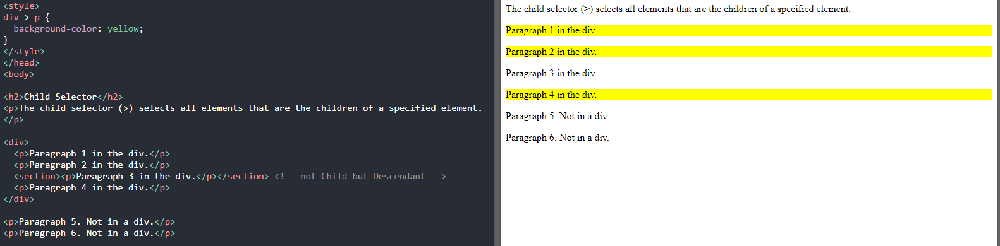 <style>
div > p {
  background-color: yellow;
}
</style>
</head>
<body>

<h2>Child Selector</h2>
<p>The child selector (>) selects all elements that are the children of a specified element.
</p>

<div>
  <p>Paragraph 1 in the div.</p>
  <p>Paragraph 2 in the div.</p>
  <section><p>Paragraph 3 in the div.</p></section> <!-- not Child but Descendant -->
  <p>Paragraph 4 in the div.</p>
</div>

<p>Paragraph 5. Not in a div.</p>
<p>Paragraph 6. Not in a div.</p>
The child selector (>) selects all elements that are the children of a specified element.
Paragraph 1 in the div.
Paragraph 2 in the div.
Paragraph 3 in the div.
Paragraph 4 in the div.
Paragraph 5. Not in a div.
Paragraph 6. Not in a div.